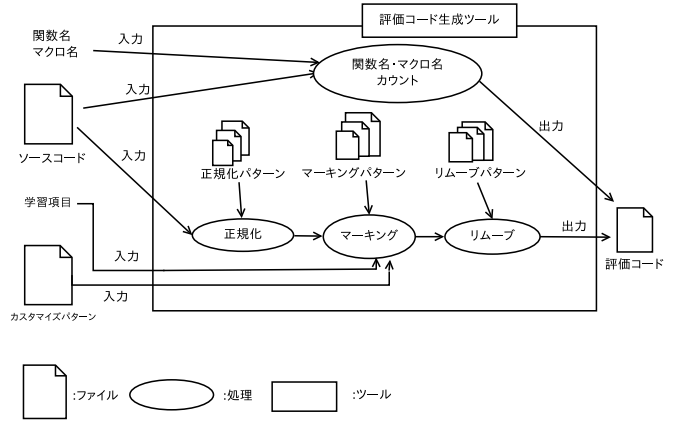 評価コード生成ツール
関数名
マクロ名
入力
関数名・マクロ名
カウント
入力
ソースコード
入力
出力
正規化パターン
マーキングパターン
リムーブパターン
学習項目
正規化
マーキング
リムーブ
出力
評価コード
入力
入力
カスタマイズパターン
:ファイル
:処理
:ツール